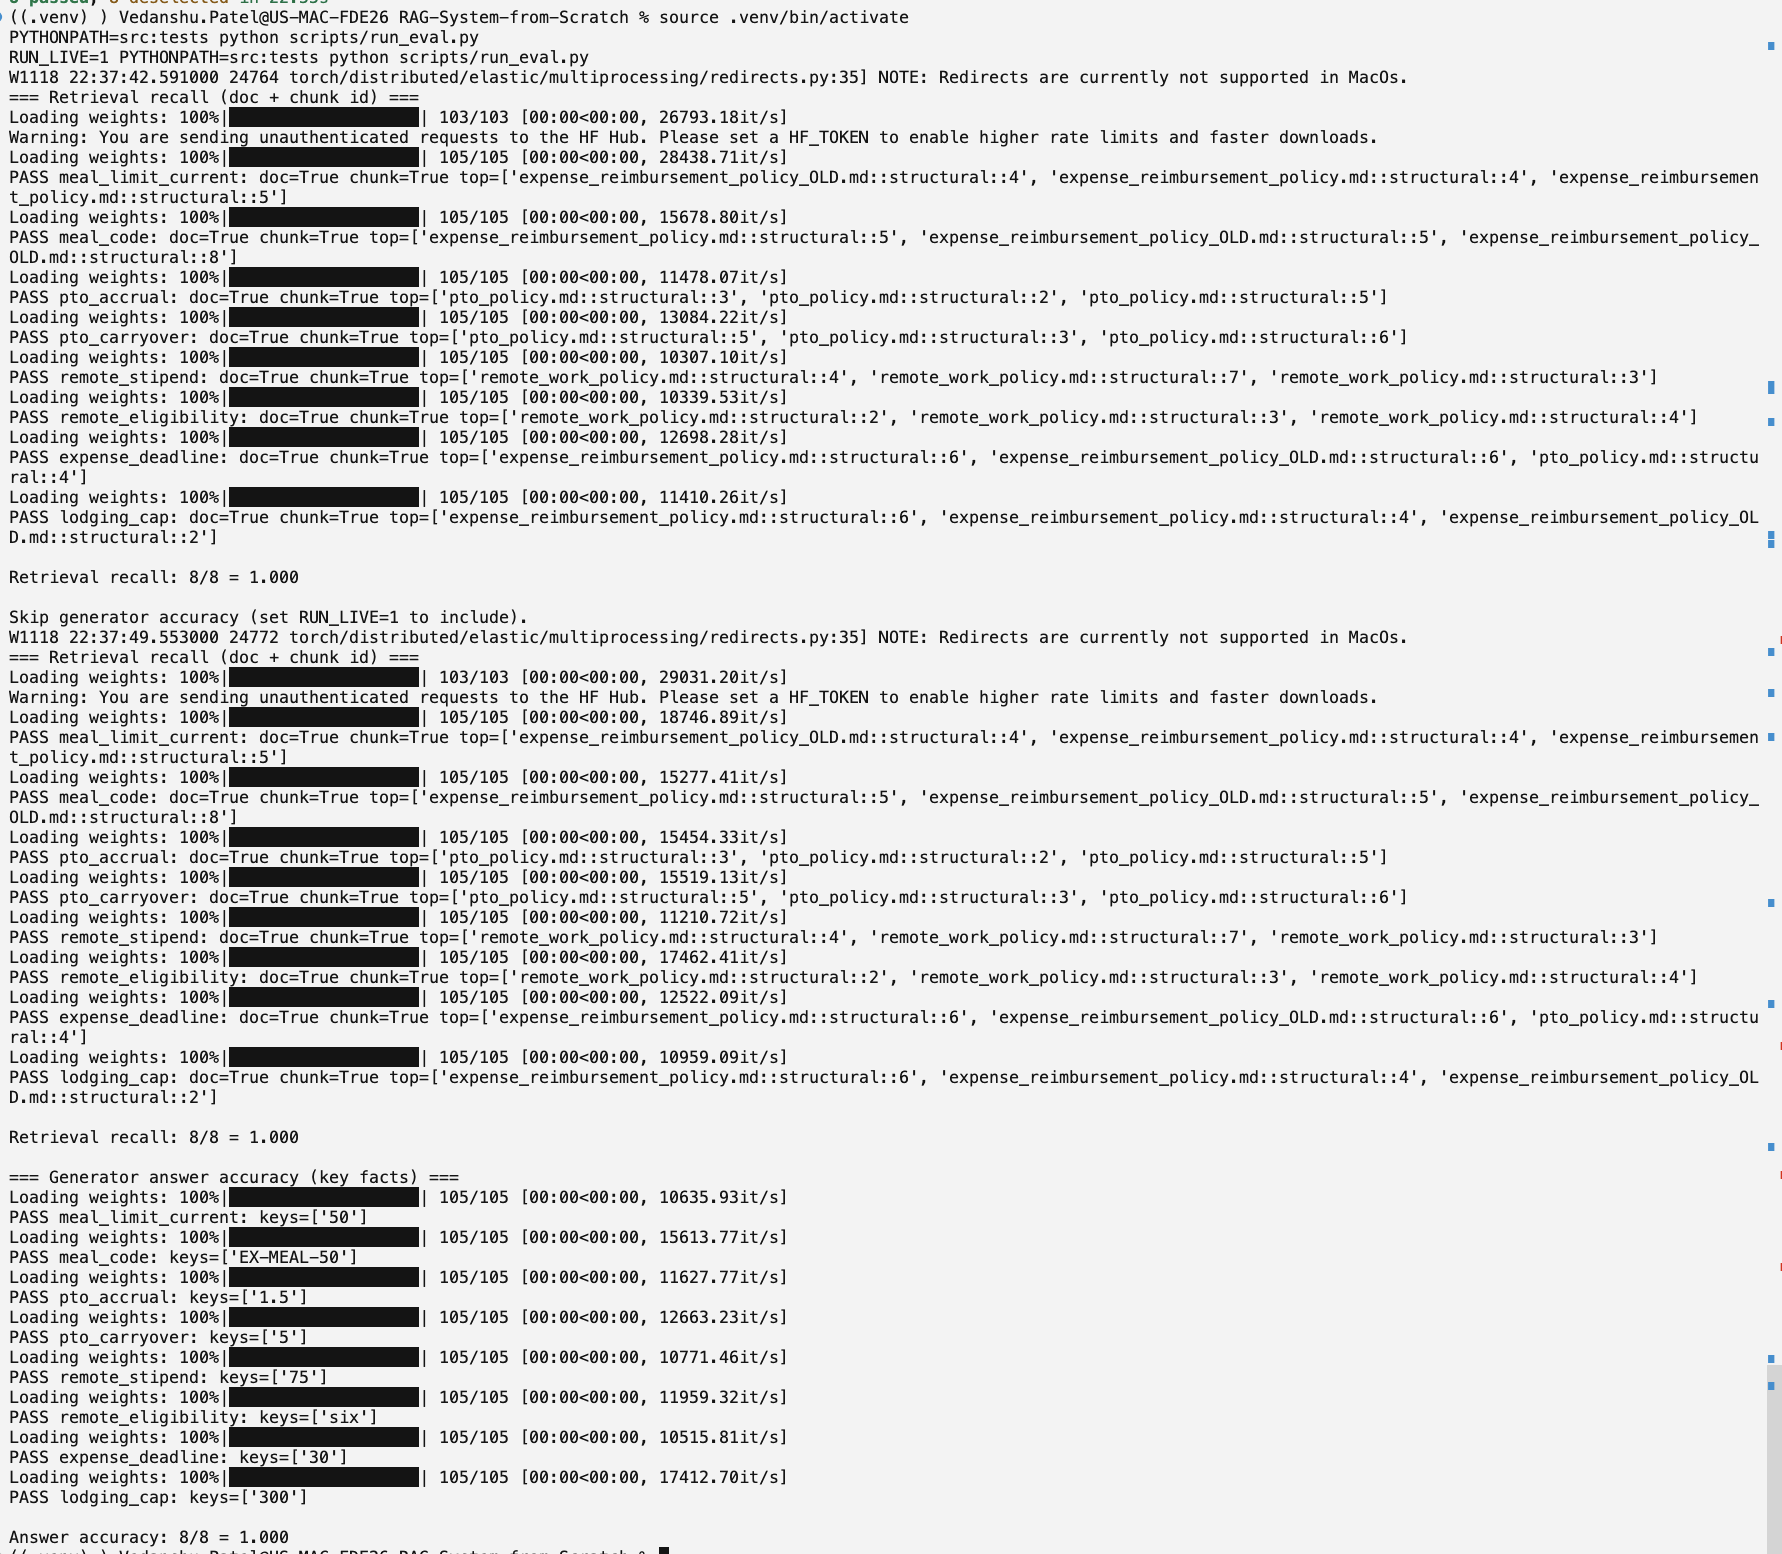 ((.venv) ) Vedanshu.Patel@US-MAC-FDE26 RAG-System-from-Scratch % source .venv/bin/activate
PYTHONPATH=src:tests python scripts/run_eval.py
RUN_LIVE=1 PYTHONPATH=src:tests python scripts/run_eval.py
W1118 22:37:42.591000 24764 torch/distributed/elastic/multiprocessing/redirects.py:35] NOTE: Redirects are currently not supported in MacOs.
=== Retrieval recall (doc + chunk id) ===
Loading weights: 100%| | 103/103 [00:00<00:00, 26793.18it/s]
Warning: You are sending unauthenticated requests to the HF Hub. Please set a HF_TOKEN to enable higher rate limits and faster downloads.
Loading weights: 100%| | 105/105 [00:00<00:00, 28438.71it/s]
PASS meal_limit_current: doc=True chunk=True top=['expense_reimbursement_policy_OLD.md::structural::4', 'expense_reimbursement_policy.md::structural::4', 'expense_reimbursemen
t_policy.md::structural::5']
Loading weights: 100%| | 105/105 [00:00<00:00, 15678.80it/s]
PASS meal_code: doc=True chunk=True top=['expense_reimbursement_policy.md::structural::5', 'expense_reimbursement_policy_OLD.md::structural::5', 'expense_reimbursement_policy_
OLD.md::structural::8']
Loading weights: 100%| | 105/105 [00:00<00:00, 11478.07it/s]
PASS pto_accrual: doc=True chunk=True top=['pto_policy.md::structural::3', 'pto_policy.md::structural::2', 'pto_policy.md::structural::5']
Loading weights: 100%| | 105/105 [00:00<00:00, 13084.22it/s]
PASS pto_carryover: doc=True chunk=True top=['pto_policy.md::structural::5', 'pto_policy.md::structural::3', 'pto_policy.md::structural::6']
Loading weights: 100%| | 105/105 [00:00<00:00, 10307.10it/s]
PASS remote_stipend: doc=True chunk=True top=['remote_work_policy.md::structural::4', 'remote_work_policy.md::structural::7', 'remote_work_policy.md::structural::3']
Loading weights: 100%| | 105/105 [00:00<00:00, 10339.53it/s]
PASS remote_eligibility: doc=True chunk=True top=['remote_work_policy.md::structural::2', 'remote_work_policy.md::structural::3', 'remote_work_policy.md::structural::4']
Loading weights: 100%| | 105/105 [00:00<00:00, 12698.28it/s]
PASS expense_deadline: doc=True chunk=True top=['expense_reimbursement_policy.md::structural::6', 'expense_reimbursement_policy_OLD.md::structural::6', 'pto_policy.md::structu
ral::4']
Loading weights: 100%| | 105/105 [00:00<00:00, 11410.26it/s]
PASS lodging_cap: doc=True chunk=True top=['expense_reimbursement_policy.md::structural::6', 'expense_reimbursement_policy.md::structural::4', 'expense_reimbursement_policy_OL
D.md::structural::2']
Retrieval recall: 8/8 = 1.000
Skip generator accuracy (set RUN_LIVE=1 to include).
W1118 22:37:49.553000 24772 torch/distributed/elastic/multiprocessing/redirects.py:35] NOTE: Redirects are currently not supported in MacOs.
=== Retrieval recall (doc + chunk id) ===
Loading weights: 100%| | 103/103 [00:00<00:00, 29031.20it/s]
Warning: You are sending unauthenticated requests to the HF Hub. Please set a HF_TOKEN to enable higher rate limits and faster downloads.
Loading weights: 100%| | 105/105 [00:00<00:00, 18746.89it/s]
PASS meal_limit_current: doc=True chunk=True top=['expense_reimbursement_policy_OLD.md::structural::4', 'expense_reimbursement_policy.md::structural::4', 'expense_reimbursemen
t_policy.md::structural::5']
Loading weights: 100%| | 105/105 [00:00<00:00, 15277.41it/s]
PASS meal_code: doc=True chunk=True top=['expense_reimbursement_policy.md::structural::5', 'expense_reimbursement_policy_OLD.md::structural::5', 'expense_reimbursement_policy_
OLD.md::structural::8']
Loading weights: 100%| | 105/105 [00:00<00:00, 15454.33it/s]
PASS pto_accrual: doc=True chunk=True top=['pto_policy.md::structural::3', 'pto_policy.md::structural::2', 'pto_policy.md::structural::5']
Loading weights: 100%| | 105/105 [00:00<00:00, 15519.13it/s]
PASS pto_carryover: doc=True chunk=True top=['pto_policy.md::structural::5', 'pto_policy.md::structural::3', 'pto_policy.md::structural::6']
Loading weights: 100%| | 105/105 [00:00<00:00, 11210.72it/s]
PASS remote_stipend: doc=True chunk=True top=['remote_work_policy.md::structural::4', 'remote_work_policy.md::structural::7', 'remote_work_policy.md::structural::3']
Loading weights: 100%| | 105/105 [00:00<00:00, 17462.41it/s]
PASS remote_eligibility: doc=True chunk=True top=['remote_work_policy.md::structural::2', 'remote_work_policy.md::structural::3', 'remote_work_policy.md::structural::4']
Loading weights: 100%| | 105/105 [00:00<00:00, 12522.09it/s]
PASS expense_deadline: doc=True chunk=True top=['expense_reimbursement_policy.md::structural::6', 'expense_reimbursement_policy_OLD.md::structural::6', 'pto_policy.md::structu
ral::4']
Loading weights: 100%| | 105/105 [00:00<00:00, 10959.09it/s]
PASS lodging_cap: doc=True chunk=True top=['expense_reimbursement_policy.md::structural::6', 'expense_reimbursement_policy.md::structural::4', 'expense_reimbursement_policy_OL
D.md::structural::2']
Retrieval recall: 8/8 = 1.000
=== Generator answer accuracy (key facts) ===
Loading weights: 100%| | 105/105 [00:00<00:00, 10635.93it/s]
PASS meal_limit_current: keys=['50']
Loading weights: 100%| | 105/105 [00:00<00:00, 15613.77it/s]
PASS meal_code: keys=['EX-MEAL-50']
Loading weights: 100%| | 105/105 [00:00<00:00, 11627.77it/s]
PASS pto_accrual: keys=['1.5']
Loading weights: 100%| | 105/105 [00:00<00:00, 12663.23it/s]
PASS pto_carryover: keys=['5']
Loading weights: 100%| | 105/105 [00:00<00:00, 10771.46it/s]
PASS remote_stipend: keys=['75']
Loading weights: 100%| | 105/105 [00:00<00:00, 11959.32it/s]
PASS remote_eligibility: keys=['six']
Loading weights: 100%| | 105/105 [00:00<00:00, 10515.81it/s]
PASS expense_deadline: keys=['30']
Loading weights: 100%| | 105/105 [00:00<00:00, 17412.70it/s]
PASS lodging_cap: keys=['300']
Answer accuracy: 8/8 = 1.000